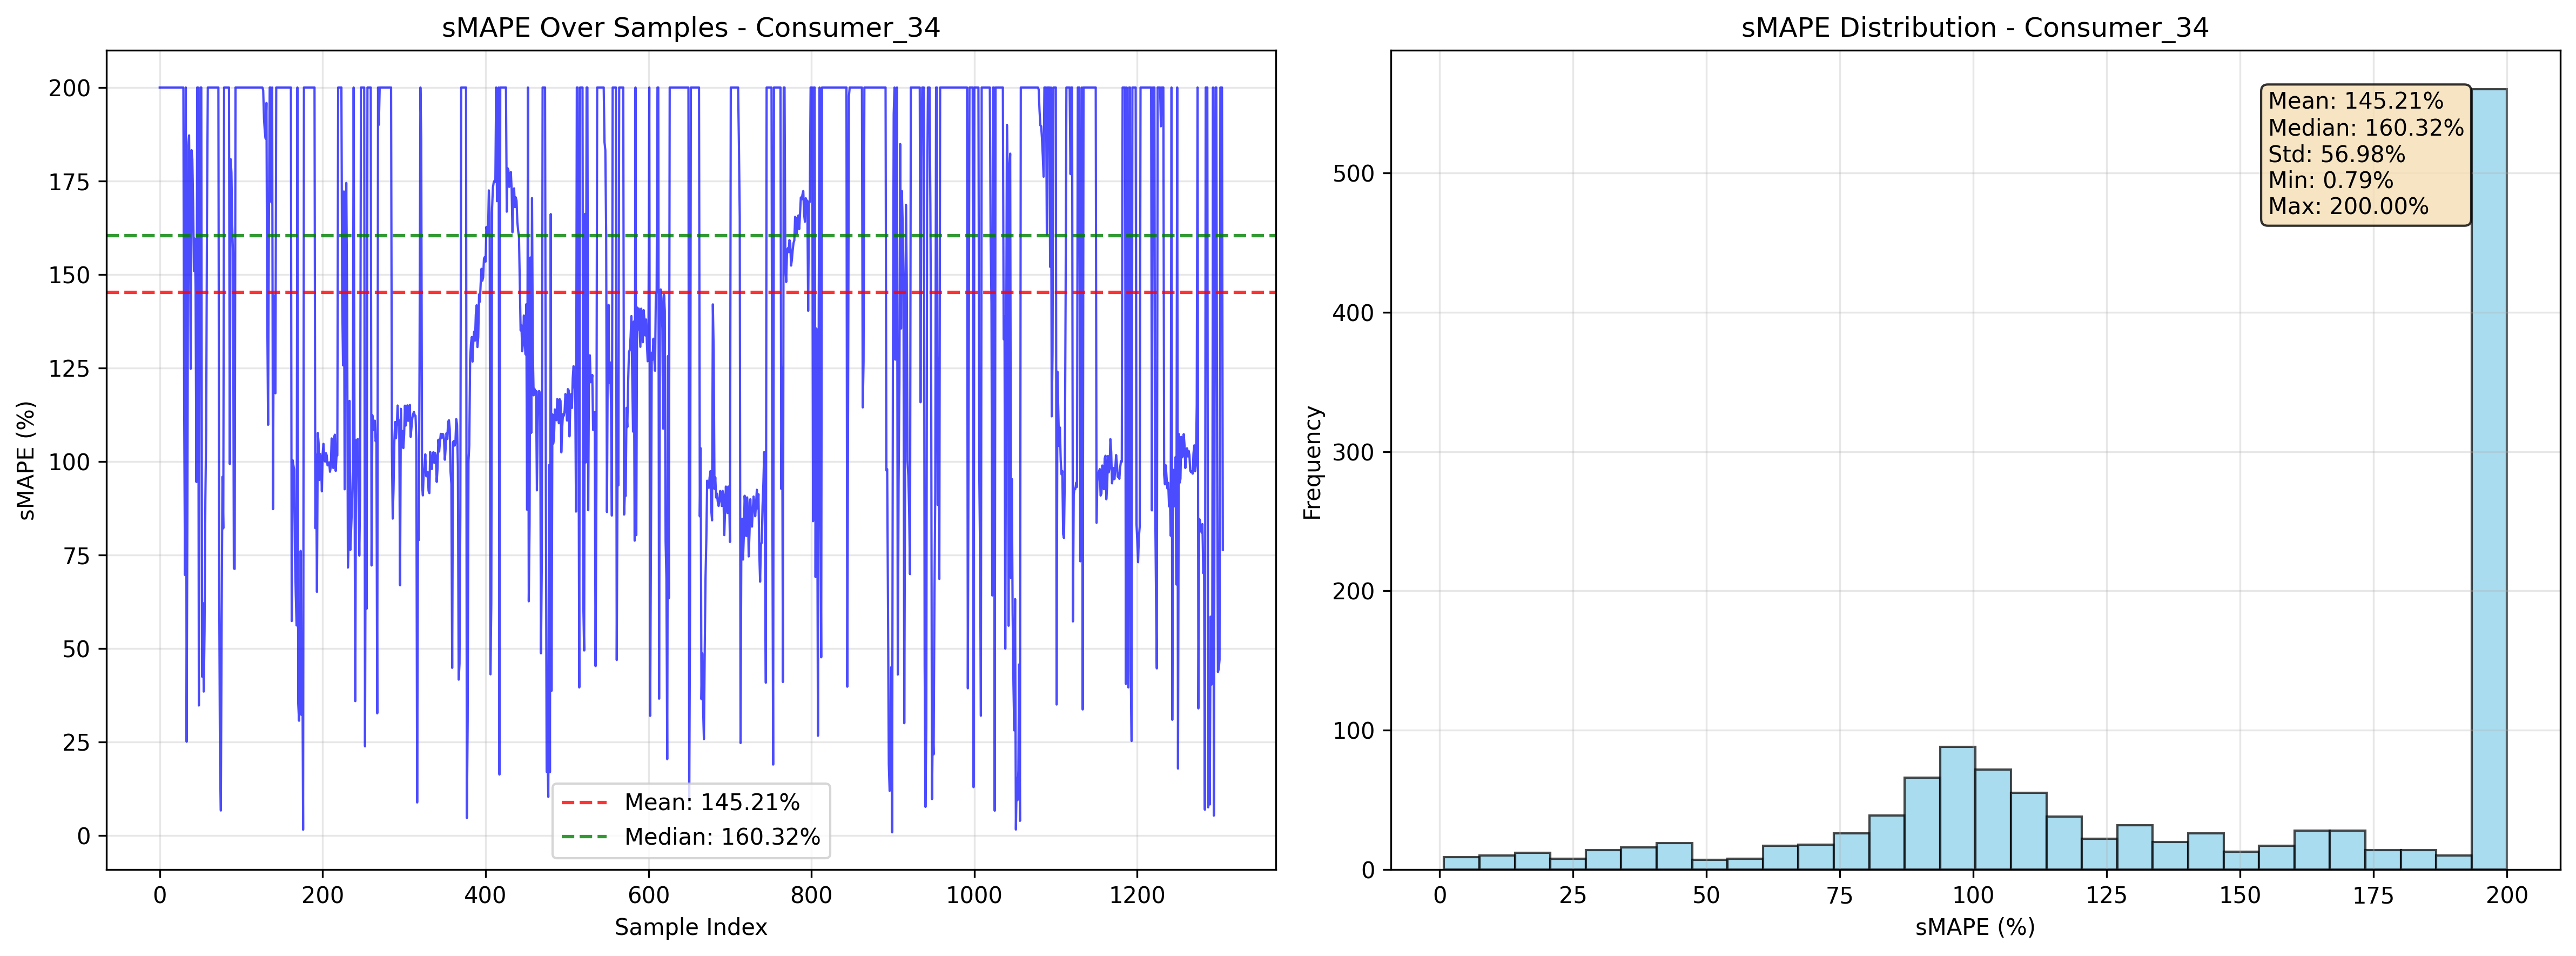 sMAPE Over Samples - Consumer_34
sMAPE (%)
200
175
150
125
100
75
50
25
0
0 200 400 600 800 1000 1200
Sample Index
Mean: 145.21%
Median: 160.32%
sMAPE Distribution - Consumer_34
Frequency
500
400
300
200
100
0
0 25 50 75 100 125 150 175 200
sMAPE (%)
Mean: 145.21%
Median: 160.32%
Std: 56.98%
Min: 0.79%
Max: 200.00%